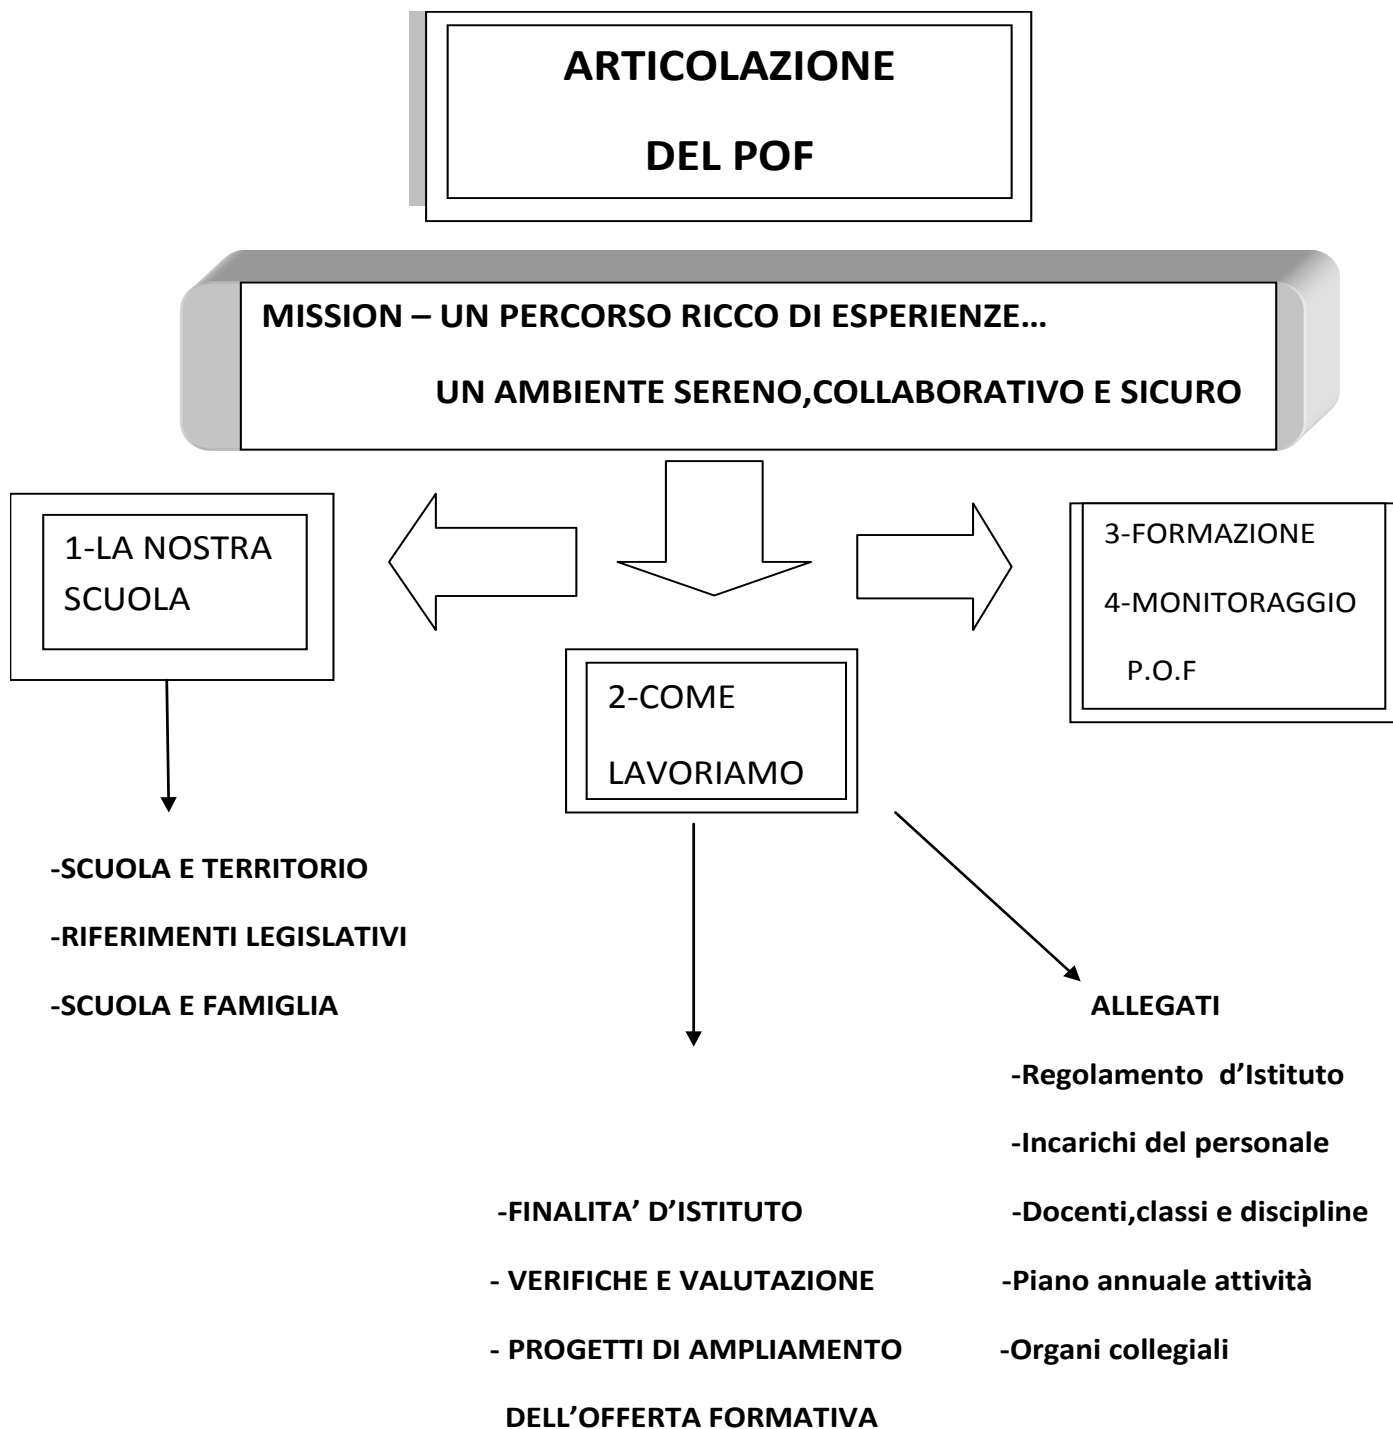 ARTICOLAZIONE
DEL POF
MISSION – UN PERCORSO RICCO DI ESPERIENZE…
UN AMBIENTE SERENO,COLLABORATIVO E SICURO
1-LA NOSTRA
SCUOLA
3-FORMAZIONE
4-MONITORAGGIO
P.O.F
2-COME
LAVORIAMO
-SCUOLA E TERRITORIO
-RIFERIMENTI LEGISLATIVI
-SCUOLA E FAMIGLIA
-FINALITA’ D’ISTITUTO
- VERIFICHE E VALUTAZIONE
- PROGETTI DI AMPLIAMENTO
DELL’OFFERTA FORMATIVA
ALLEGATI
-Regolamento  d’Istituto
-Incarichi del personale
-Docenti,classi e discipline
-Piano annuale attività
-Organi collegiali